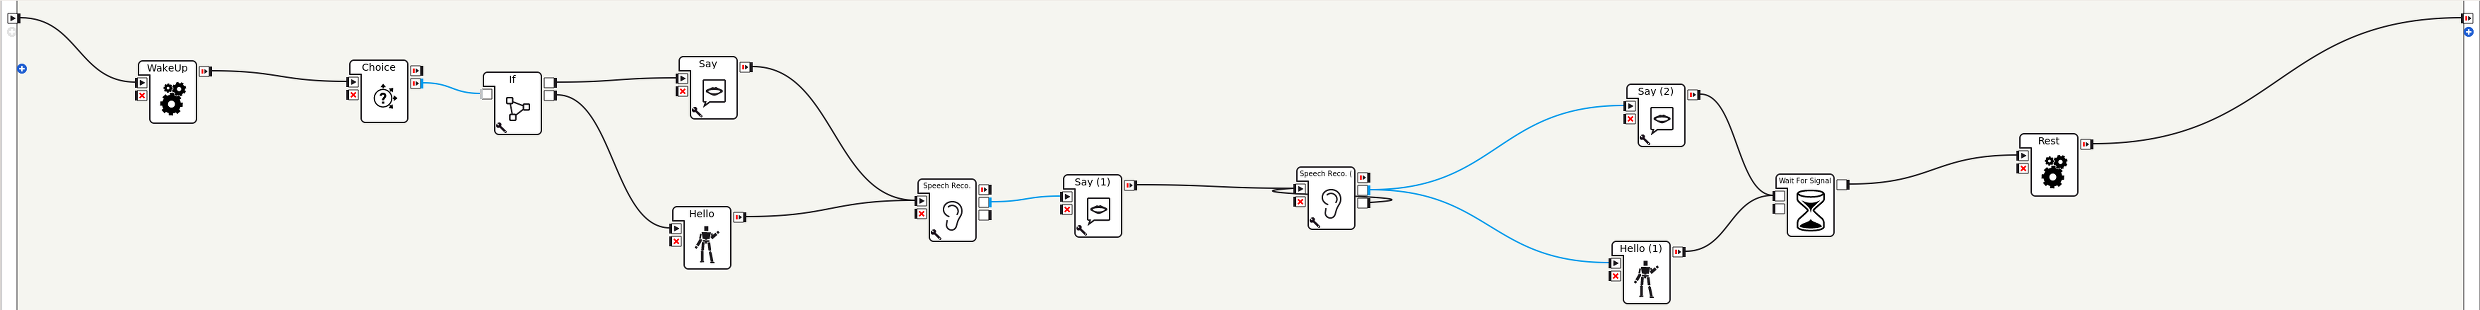 WakeUp
Choice
If
Say
Hello
Speech Reco.
Say (1)
Speech Reco. (
Say (2)
Hello (1)
Wait For Signal
Rest